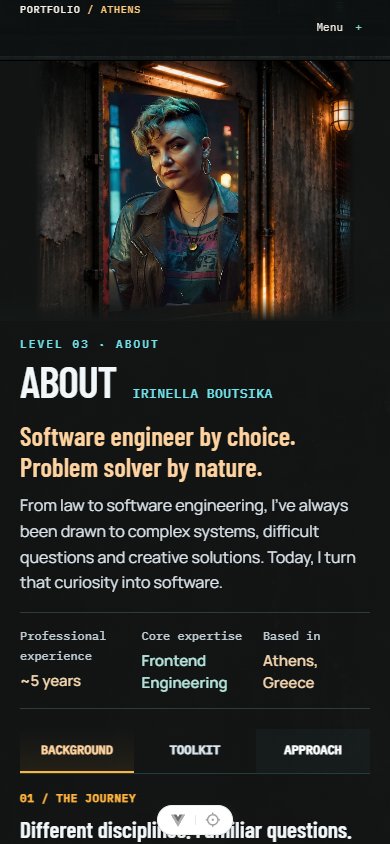 PORTFOLIO / ATHENS
Menu +
LEVEL 03 · ABOUT
ABOUT IRINELLA BOUTSIKA
Software engineer by choice.
Problem solver by nature.
From law to software engineering, I've always
been drawn to complex systems, difficult
questions and creative solutions. Today, I turn
that curiosity into software.
Professional experience
~5 years
Core expertise
Frontend
Engineering
Based in
Athens,
Greece
BACKGROUND TOOLKIT APPROACH
01 / THE JOURNEY
Different questions.